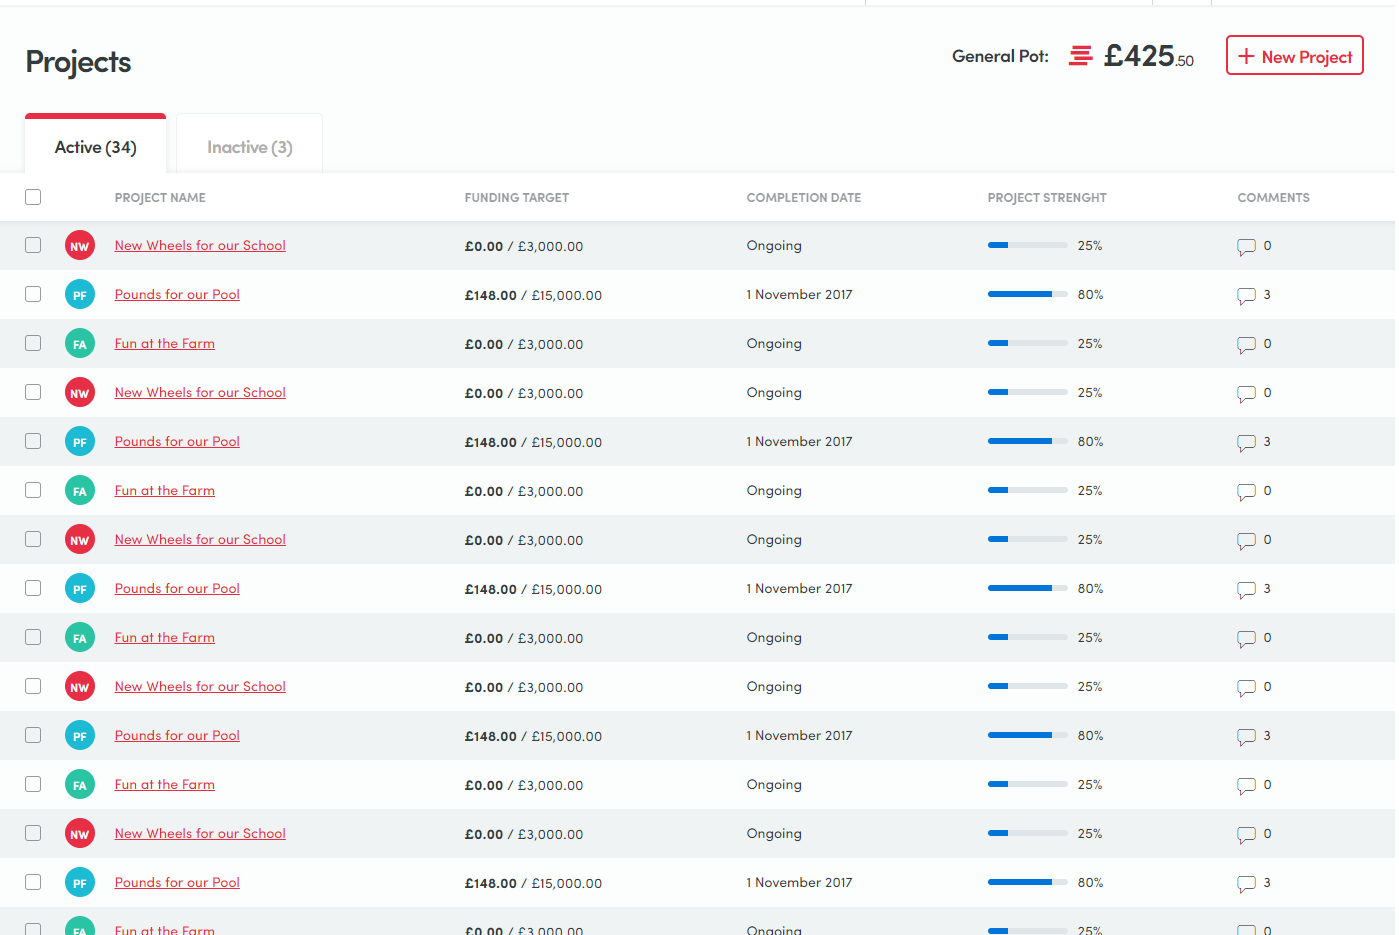 Projects
General Pot: £425.50
+ New Project
Active (34)
Inactive (3)
PROJECT NAME FUNDING TARGET COMPLETION DATE PROJECT STRENGHT COMMENTS
NW New Wheels for our School £0.00 / £3,000.00 Ongoing 25% 0
PF Pounds for our Pool £148.00 / £15,000.00 1 November 2017 80% 3
FA Fun at the Farm £0.00 / £3,000.00 Ongoing 25% 0
NW New Wheels for our School £0.00 / £3,000.00 Ongoing 25% 0
PF Pounds for our Pool £148.00 / £15,000.00 1 November 2017 80% 3
FA Fun at the Farm £0.00 / £3,000.00 Ongoing 25% 0
NW New Wheels for our School £0.00 / £3,000.00 Ongoing 25% 0
PF Pounds for our Pool £148.00 / £15,000.00 1 November 2017 80% 3
FA Fun at the Farm £0.00 / £3,000.00 Ongoing 25% 0
NW New Wheels for our School £0.00 / £3,000.00 Ongoing 25% 0
PF Pounds for our Pool £148.00 / £15,000.00 1 November 2017 80% 3
FA Fun at the Farm £0.00 / £3,000.00 Ongoing 25% 0
NW New Wheels for our School £0.00 / £3,000.00 Ongoing 25% 0
PF Pounds for our Pool £148.00 / £15,000.00 1 November 2017 80% 3
FA Fun at the Farm £0.00 / £3,000.00 Ongoing 25% 0